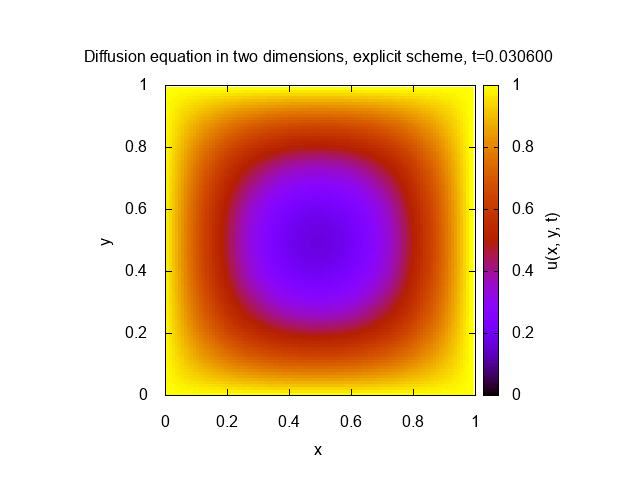 Diffusion equation in two dimensions, explicit scheme, t=0.030600
1
0.8
0.6
0.4
0.2
0
y
0 0.2 0.4 0.6 0.8 1
x
1
0.8
0.6
0.4
0.2
0
u(x, y, t)